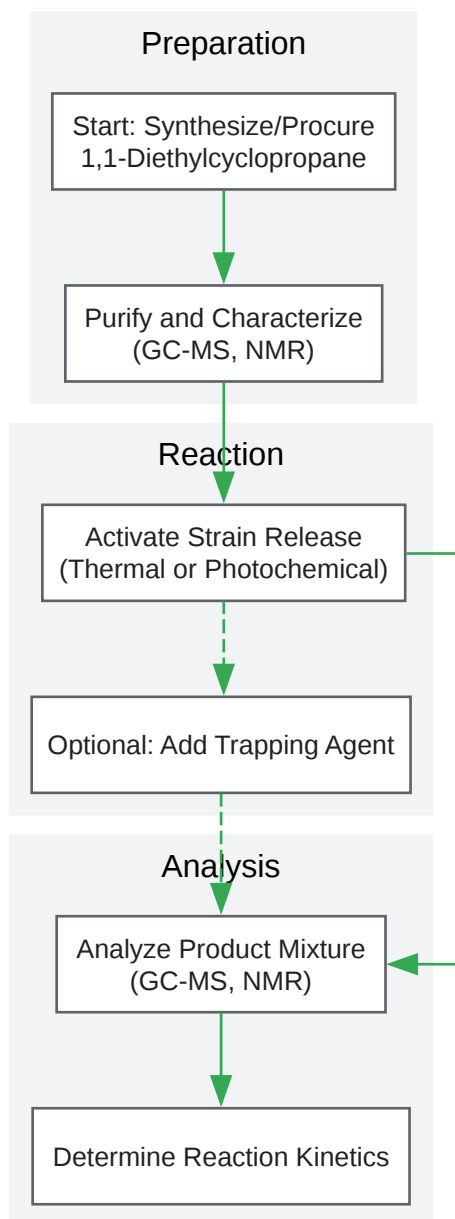 Preparation
Start: Synthesize/Procure
1,1-Diethylcyclopropane
Purify and Characterize
(GC-MS, NMR)
Reaction
Activate Strain Release
(Thermal or Photochemical)
Optional: Add Trapping Agent
Analysis
Analyze Product Mixture
(GC-MS, NMR)
Determine Reaction Kinetics